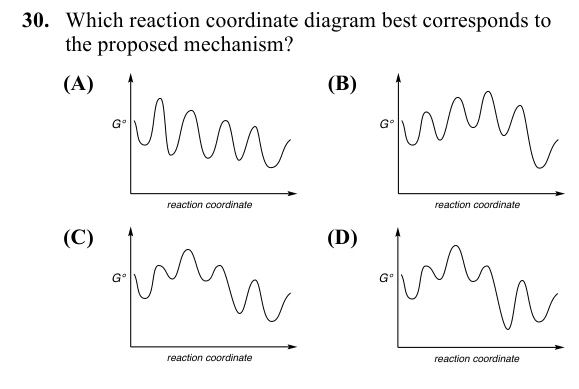 30. Which reaction coordinate diagram best corresponds to
the proposed mechanism?
(A)
G°
reaction coordinate
(B)
G°
reaction coordinate
(C)
G°
reaction coordinate
(D)
G°
reaction coordinate